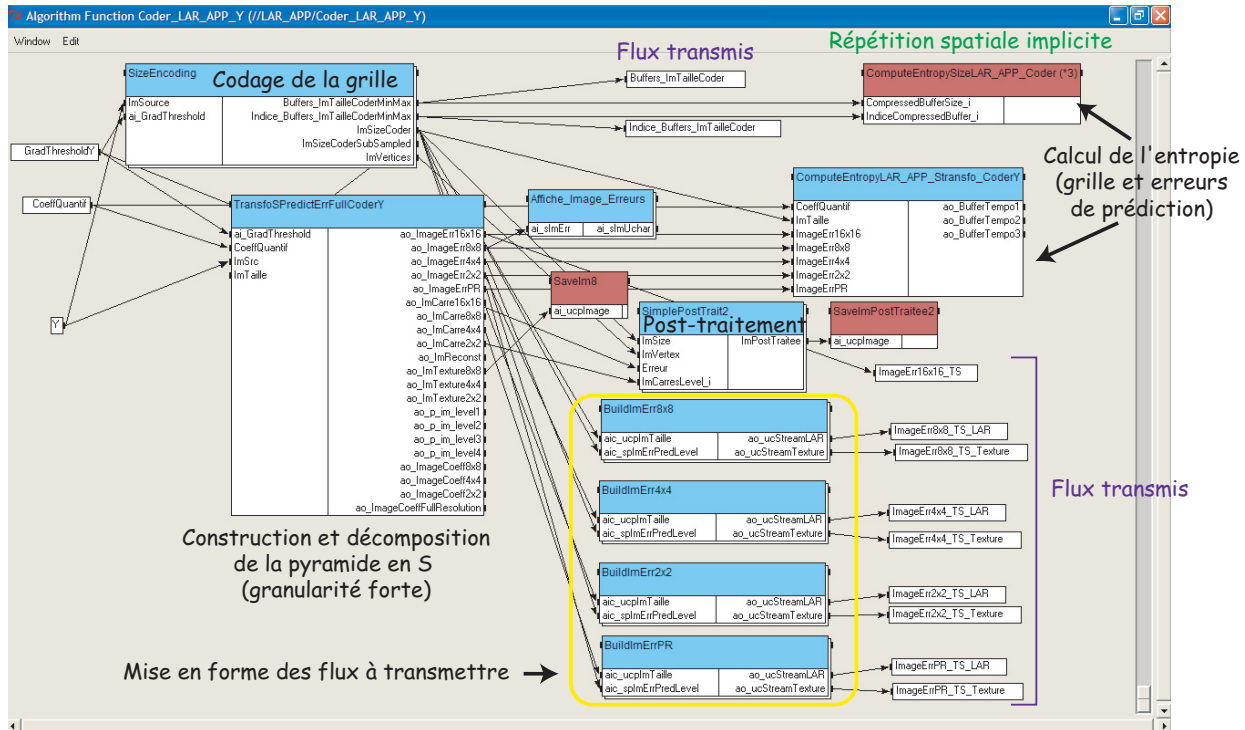 Algorithm Function Coder_LAR_APP_Y (//LAR_APP/Coder_LAR_APP_Y)
Window Edit
Flux transmis
Répétition spatiale implicite
SizeEncoding
Codage de la grille
ImSource
ai_GradThreshold
Buffers_ImTailleCoderMinMax
Indice_Buffers_ImTailleCoderMinMax
ImSizeCoder
ImSizeCoderSubSampled
ImVertices
Buffers_ImTailleCoder
Indice_Buffers_ImTailleCoder
ComputeEntropySizeLAR_APP_Coder (*3)
CompressedBufferSize_i
IndiceCompressedBuffer_i
Calcul de l'entropie
(grille et erreurs
de prédiction)
GradThresholdY
CoeffQuantif
Y
TransfoSPredictErrFullCoderY
ai_GradThreshold
CoeffQuantif
ImSrc
ImTaille
ao_ImageErr16x16
ao_ImageErr8x8
ao_ImageErr4x4
ao_ImageErr2x2
ao_ImageErrPR
ao_ImCarre16x16
ao_ImCarre8x8
ao_ImCarre4x4
ao_ImCarre2x2
ao_ImReconst
ao_ImTexture8x8
ao_ImTexture4x4
ao_ImTexture2x2
ao_p_im_level1
ao_p_im_level2
ao_p_im_level3
ao_p_im_level4
ao_ImageCoeff8x8
ao_ImageCoeff4x4
ao_ImageCoeff2x2
ao_ImageCoeffFullResolution
Affiche_Image_Erreurs
ai_sImErr
ai_sImUchar
ComputeEntropyLAR_APP_Stransfo_CoderY
CoeffQuantif
ImTaille
ImageErr16x16
ImageErr8x8
ImageErr4x4
ImageErr2x2
ImageErrPR
ao_BufferTempo1
ao_BufferTempo2
ao_BufferTempo3
SaveIm8
ai_ucpImage
SimplePostTrait2
Post-traitement
ImSize
ImVertex
Erreur
ImCarresLevel_i
ImPostTraitee
SaveImPostTraitee2
ai_ucpImage
ImageErr16x16_TS
BuildImErr8x8
aic_ucpImTaille
aic_spImErrPredLevel
ao_ucStreamLAR
ao_ucStreamTexture
ImageErr8x8_TS_LAR
ImageErr8x8_TS_Texture
BuildImErr4x4
aic_ucpImTaille
aic_spImErrPredLevel
ao_ucStreamLAR
ao_ucStreamTexture
ImageErr4x4_TS_LAR
ImageErr4x4_TS_Texture
BuildImErr2x2
aic_ucpImTaille
aic_spImErrPredLevel
ao_ucStreamLAR
ao_ucStreamTexture
ImageErr2x2_TS_LAR
ImageErr2x2_TS_Texture
BuildImErrPR
aic_ucpImTaille
aic_spImErrPredLevel
ao_ucStreamLAR
ao_ucStreamTexture
ImageErrPR_TS_LAR
ImageErrPR_TS_Texture
Flux transmis
Construction et décomposition
de la pyramide en S
(granularité forte)
Mise en forme des flux à transmettre